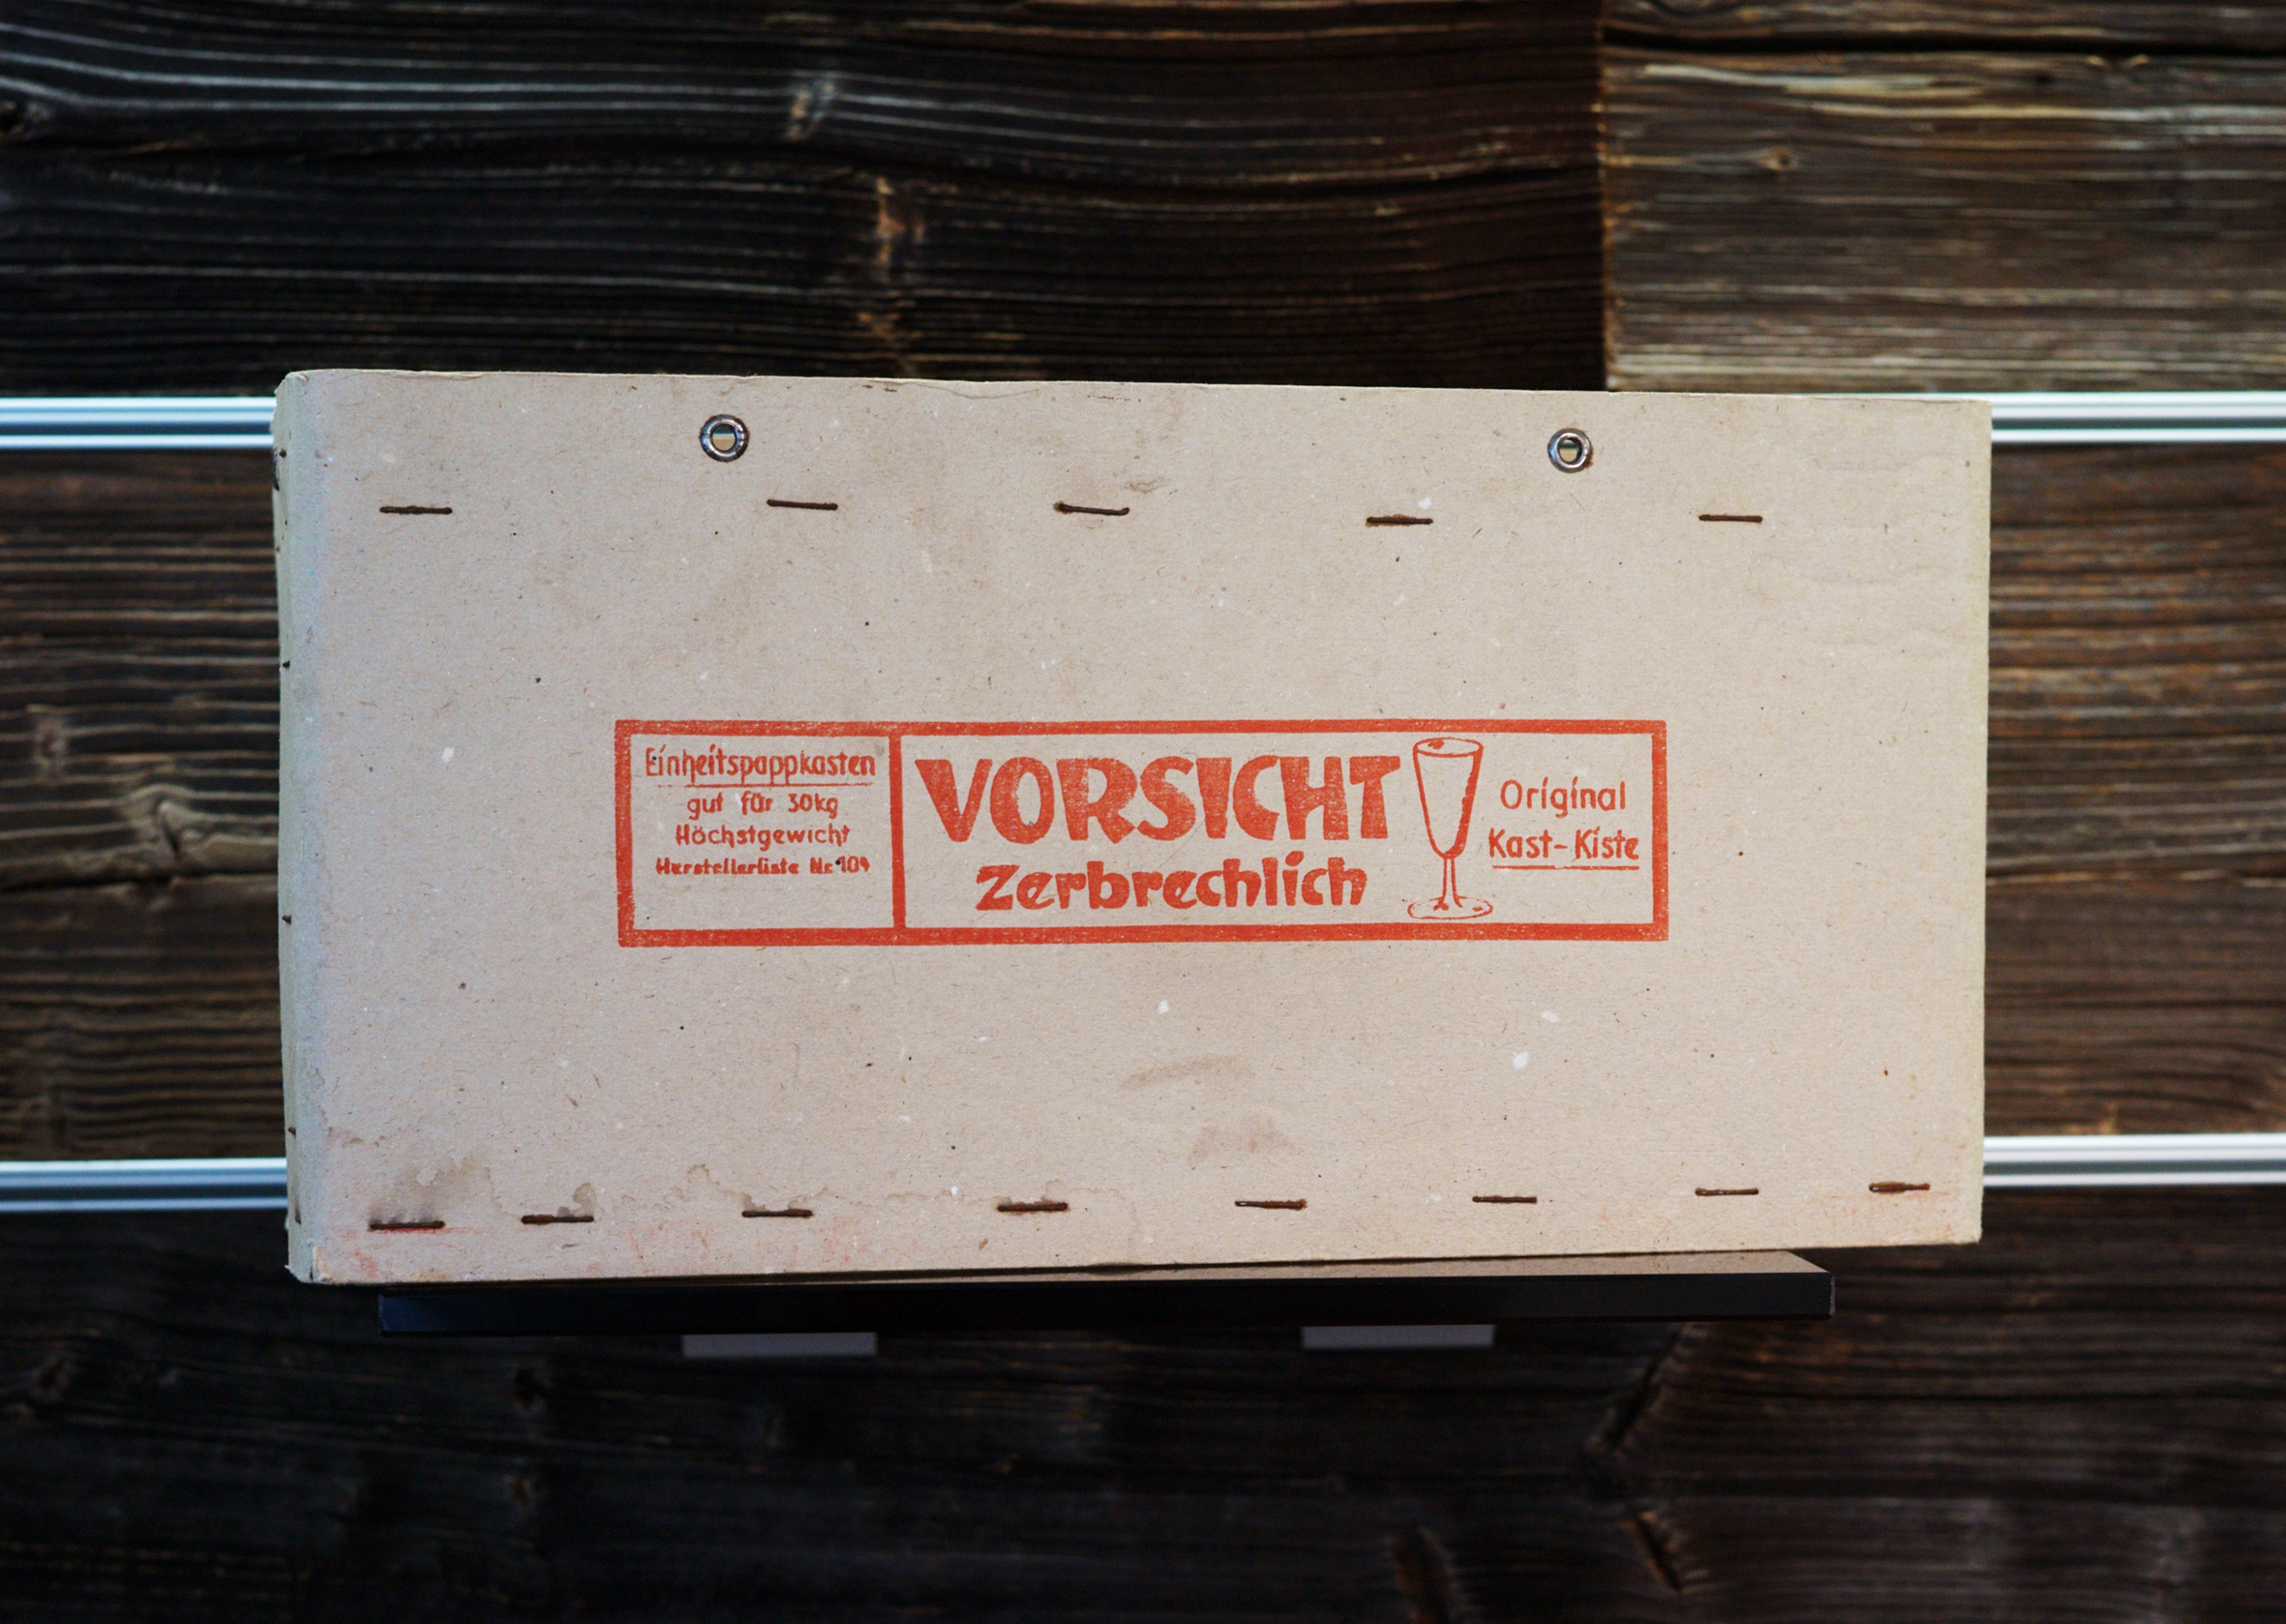 Einheitspappkasten
gut für 30kg
Höchstgewicht
Herstellerliste Nr. 104
VORSICHT
Zerbrechlich
Original
Kast-Kiste